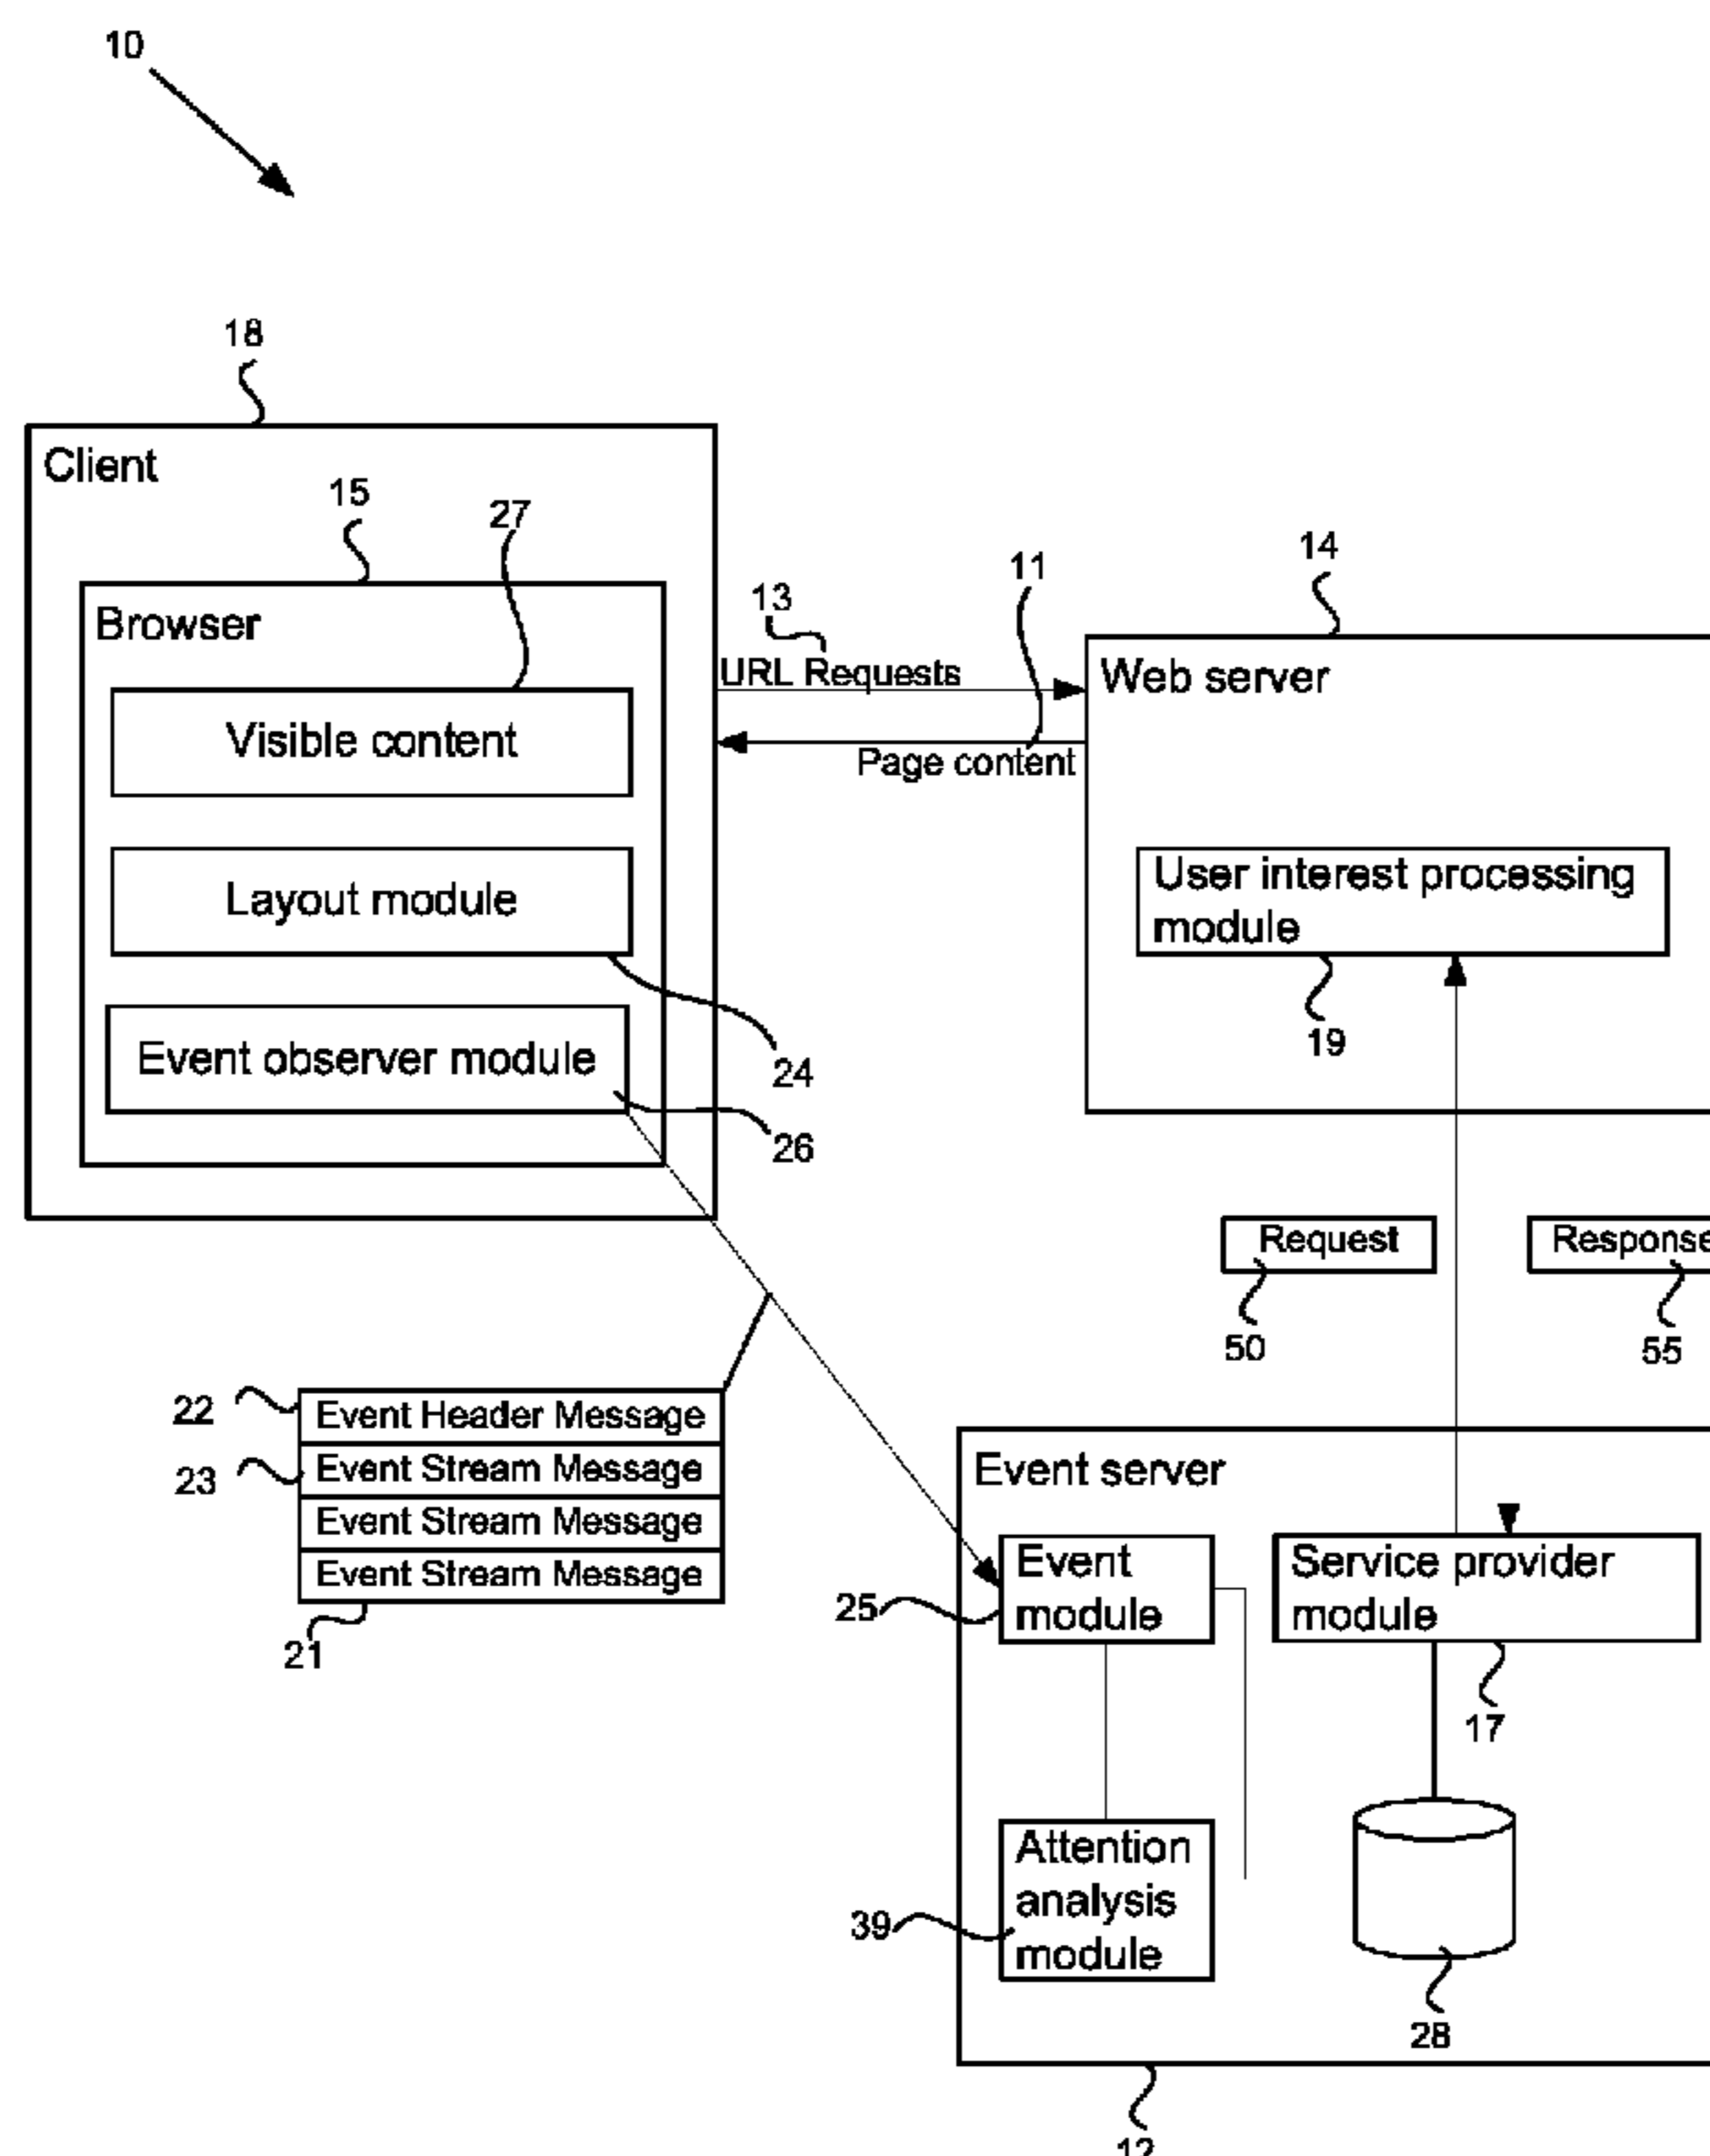 10
18
Client
15
27
Browser
Visible content
Layout module
Event observer module
24
26
13
URL Requests
11
Page content
14
Web server
User interest processing
module
19
Request
50
Response
55
22
Event Header Message
23
Event Stream Message
Event Stream Message
Event Stream Message
21
Event server
Event
module
25
Service provider
module
17
Attention
analysis
module
39
28
12